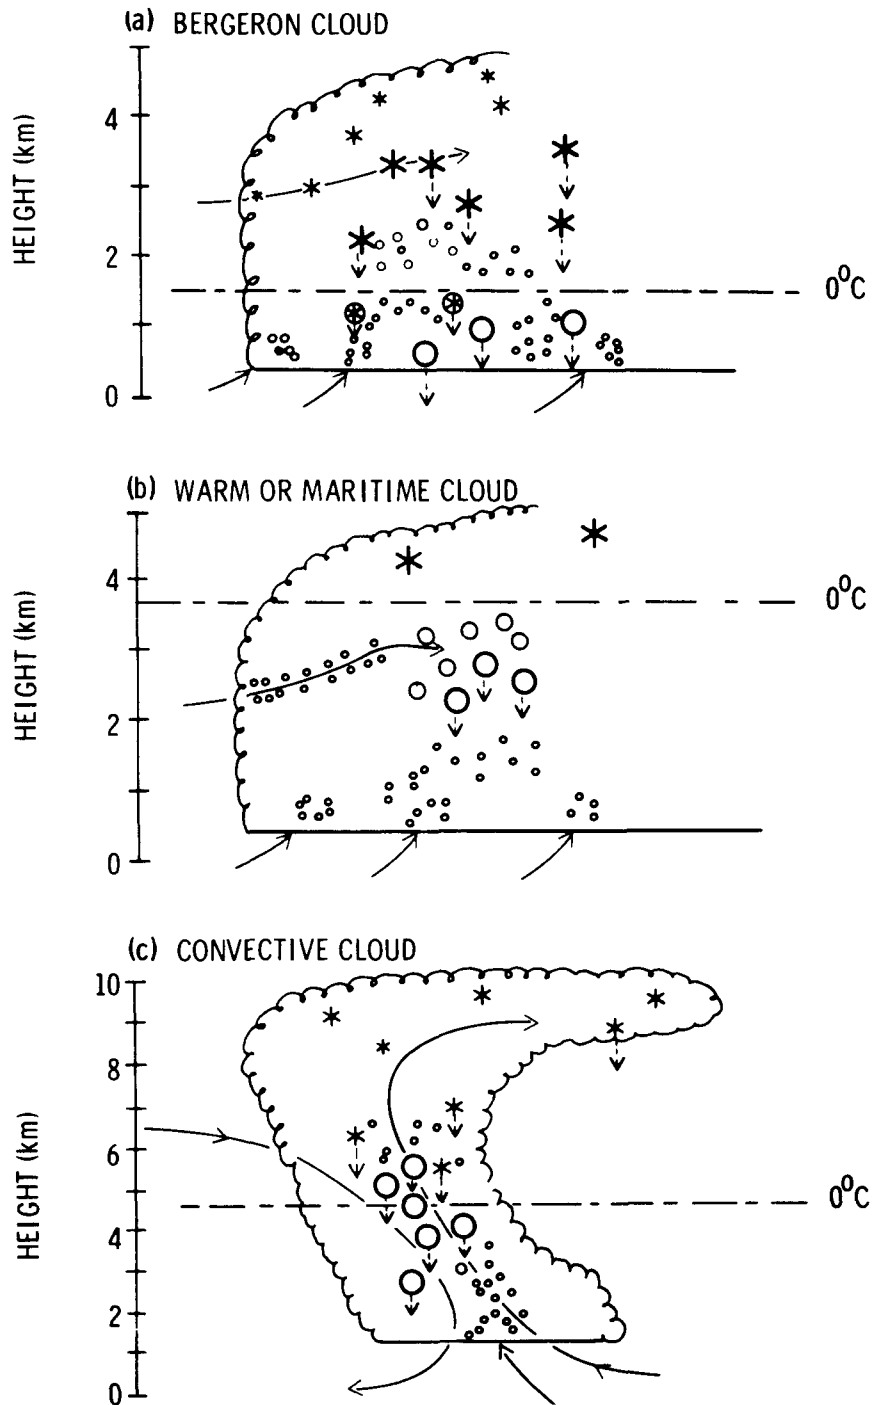 (a) BERGERON CLOUD
HEIGHT (km)
4
2
0
0°C
(b) WARM OR MARITIME CLOUD
HEIGHT (km)
4
2
0
0°C
(c) CONVECTIVE CLOUD
HEIGHT (km)
10
8
6
4
2
0
0°C